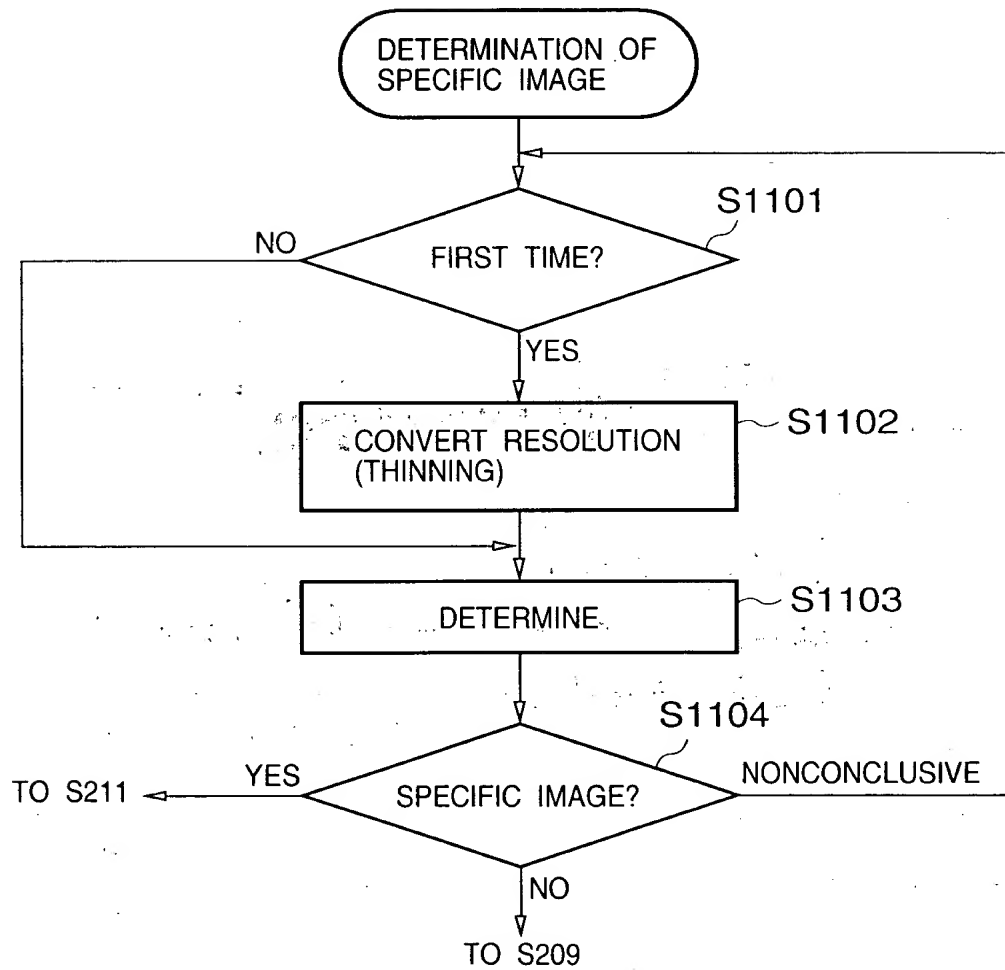 DETERMINATION OF
SPECIFIC IMAGE
S1101
NO
FIRST TIME?
YES
S1102
CONVERT RESOLUTION
(THINNING)
S1103
DETERMINE
S1104
YES
NONCONCLUSIVE
TO S211
SPECIFIC IMAGE?
NO
TO S209